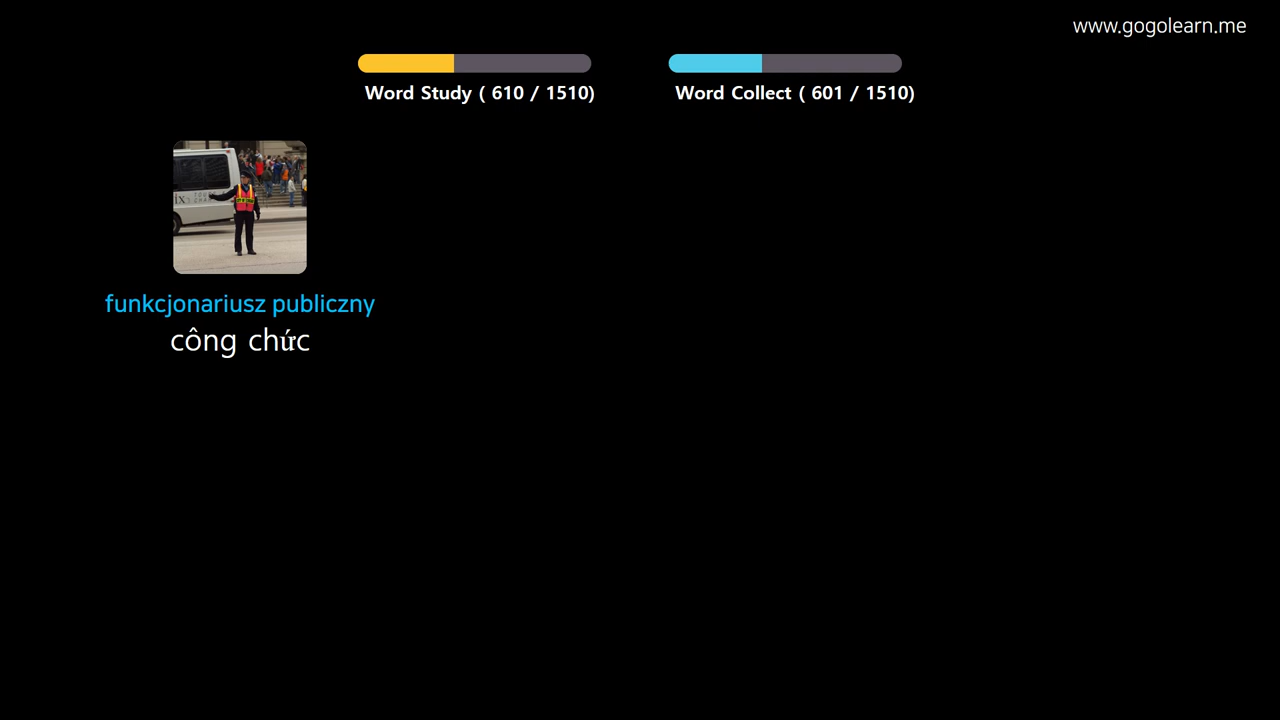 www.gogolearn.me
Word Study ( 610 / 1510)
Word Collect ( 601 / 1510)
funkcjonariusz publiczny
công chức